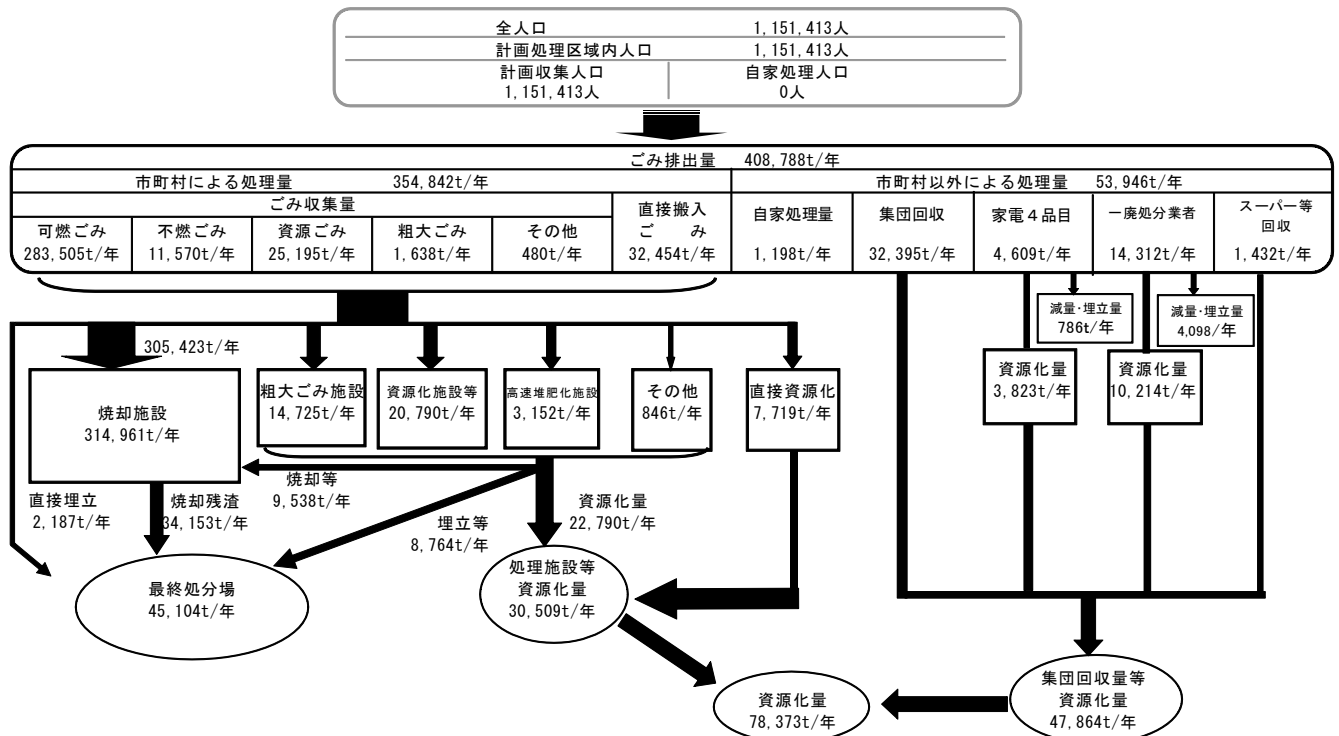 全人口 1,151,413人
計画処理区域内人口 1,151,413人
計画収集人口 自家処理人口
1,151,413人 0人
ごみ排出量 408,788t/年
市町村による処理量 354,842t/年 市町村以外による処理量 53,946t/年
ごみ収集量
可燃ごみ
283,505t/年
不燃ごみ
11,570t/年
資源ごみ
25,195t/年
粗大ごみ
1,638t/年
その他
480t/年
直接搬入
ごみ
32,454t/年
自家処理量
1,198t/年
集団回収
32,395t/年
家電4品目
4,609t/年
一廃処分業者
14,312t/年
スーパー等
回収
1,432t/年
減量・埋立量
786t/年
減量・埋立量
4,098/年
305,423t/年
焼却施設
314,961t/年
粗大ごみ施設
14,725t/年
資源化施設等
20,790t/年
高速堆肥化施設
3,152t/年
その他
846t/年
直接資源化
7,719t/年
資源化量
3,823t/年
資源化量
10,214t/年
直接埋立
2,187t/年
焼却残渣
34,153t/年
焼却等
9,538t/年
埋立等
8,764t/年
資源化量
22,790t/年
最終処分場
45,104t/年
処理施設等
資源化量
30,509t/年
資源化量
78,373t/年
集団回収量等
資源化量
47,864t/年